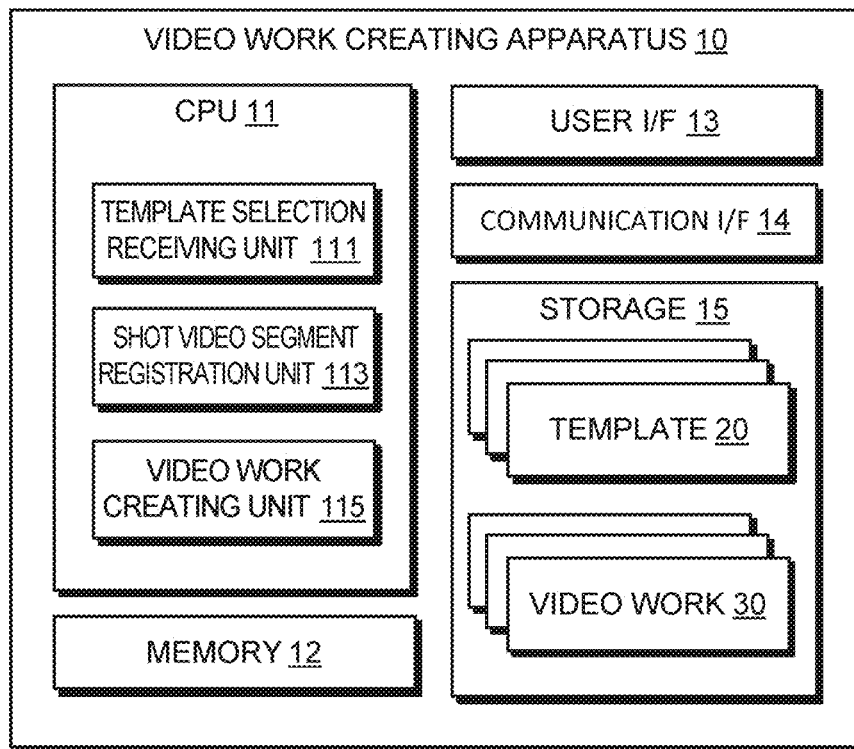 VIDEO WORK CREATING APPARATUS 10
CPU 11
TEMPLATE SELECTION
RECEIVING UNIT 111
SHOT VIDEO SEGMENT
REGISTRATION UNIT 113
VIDEO WORK
CREATING UNIT 115
MEMORY 12
USER I/F 13
COMMUNICATION I/F 14
STORAGE 15
TEMPLATE 20
VIDEO WORK 30